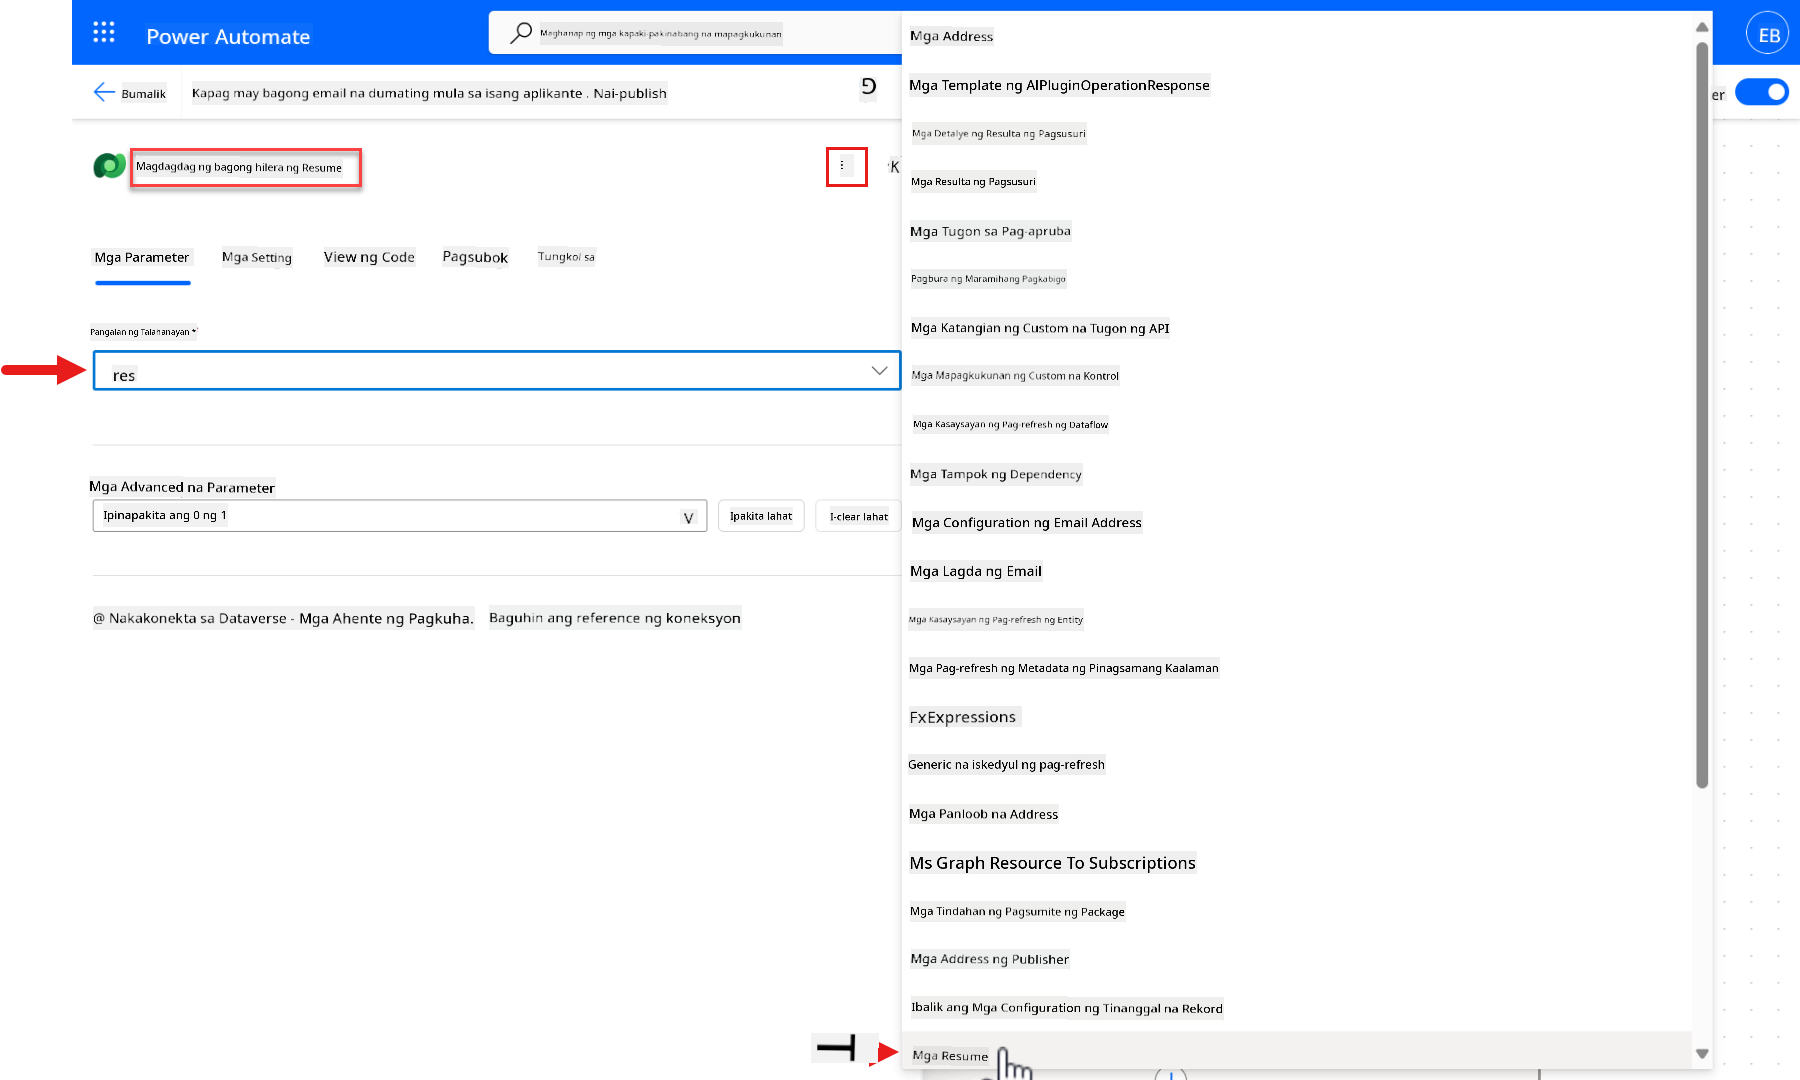 Power Automate
Maghanap ng mga kapaki-pakinabang na mapagkukunan
EB
Bumalik
Kapag may bagong email na dumating mula sa isang aplikante . Nai-publish
er
Magdagdag ng bagong hilera ng Resume
K
Mga Parameter
Mga Setting
View ng Code
Pagsubok
Tungkol sa
Pangalan ng Talahanayan *
res
Mga Advanced na Parameter
Ipinapakita ang 0 ng 1
V
Ipakita lahat
I-clear lahat
@ Nakakonekta sa Dataverse - Mga Ahente ng Pagkuha.
Baguhin ang reference ng koneksyon
Mga Address
Mga Template ng AIPluginOperationResponse
Mga Detalye ng Resulta ng Pagsusuri
Mga Resulta ng Pagsusuri
Mga Tugon sa Pag-apruba
Pagbura ng Maramihang Pagkabigo
Mga Katangian ng Custom na Tugon ng API
Mga Mapagkukunan ng Custom na Kontrol
Mga Kasaysayan ng Pag-refresh ng Dataflow
Mga Tampok ng Dependency
Mga Configuration ng Email Address
Mga Lagda ng Email
Mga Kasaysayan ng Pag-refresh ng Entity
Mga Pag-refresh ng Metadata ng Pinagsamang Kaalaman
FxExpressions
Generic na iskedyul ng pag-refresh
Mga Panloob na Address
Ms Graph Resource To Subscriptions
Mga Tindahan ng Pagsumite ng Package
Mga Address ng Publisher
Ibalik ang Mga Configuration ng Tinanggal na Rekord
Mga Resume